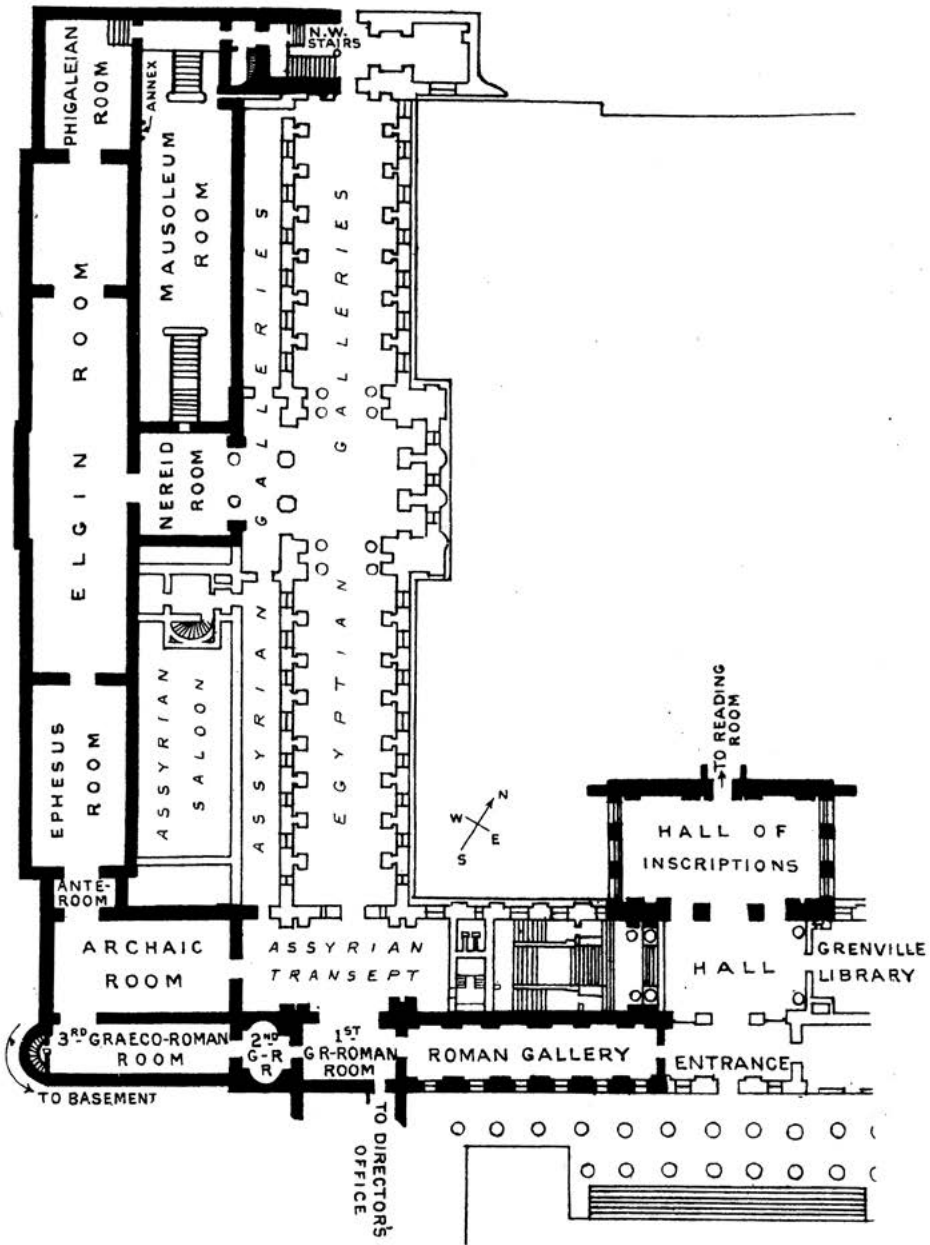 N.W.
STAIRS
PHIGALEIAN
ROOM
ANNEX
MAUSOLEUM
ROOM
ELGIN ROOM
NEREID
ROOM
ASSYRIAN GALLERIES
EGYPTIAN GALLERIES
ASSYRIAN
SALOON
EPHESUS
ROOM
ANTE-
ROOM
ARCHAIC
ROOM
ASSYRIAN
TRANSEPT
N
W
E
S
TO READING
ROOM
HALL OF
INSCRIPTIONS
HALL
GRENVILLE
LIBRARY
3RD GRAECO-ROMAN
ROOM
2ND
G-R
R
1ST
GR-ROMAN
ROOM
ROMAN GALLERY
ENTRANCE
TO BASEMENT
TO DIRECTOR'S
OFFICE